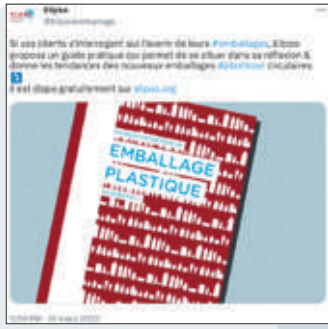 Elipso
Si vos clients s'interrogent sur l'avenir de leurs #emballages, Elipso
propose un guide pratique qui permet de se situer dans sa réflexion &
donne les tendances des nouveaux emballages #plastique circulaires
Il est dispo gratuitement sur elipso.org
EMBALLAGE
PLASTIQUE